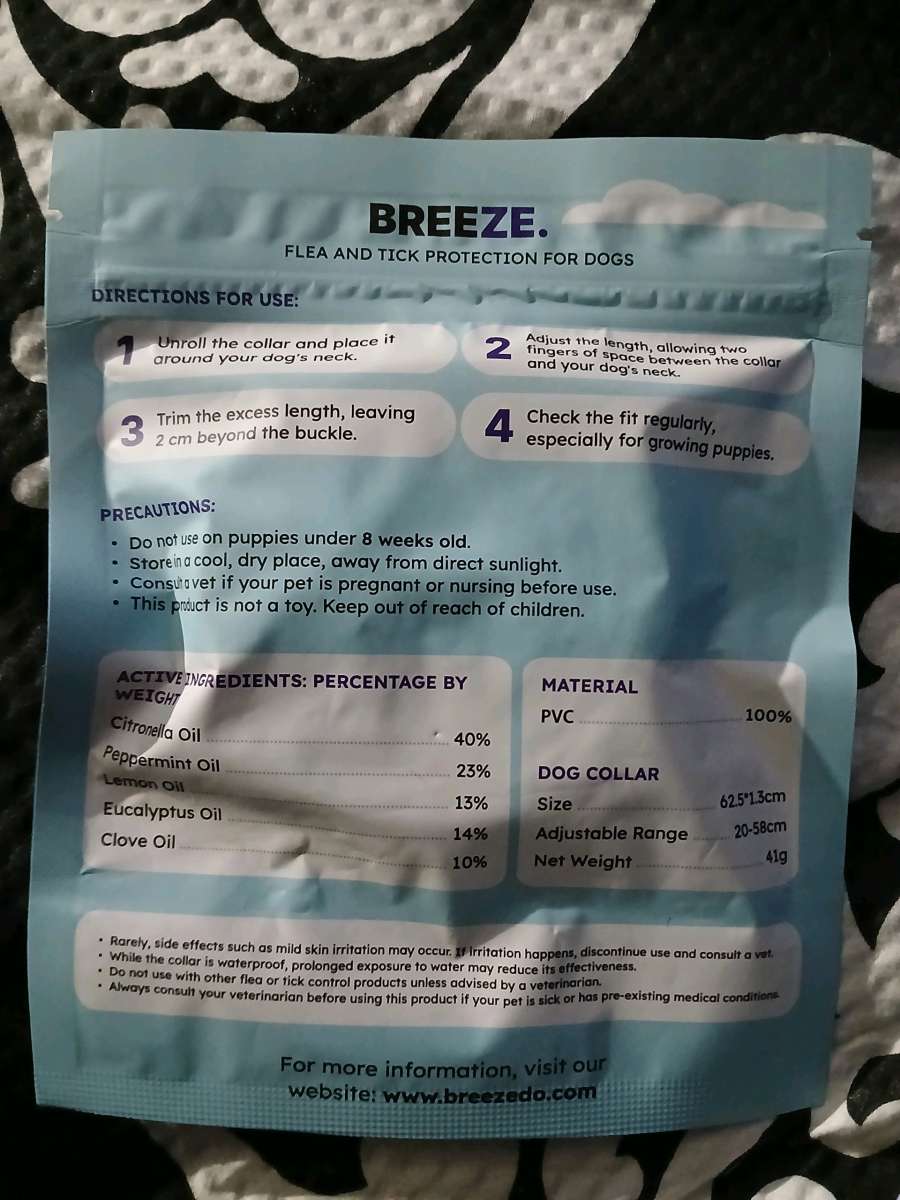 BREEZE.
FLEA AND TICK PROTECTION FOR DOGS
DIRECTIONS FOR USE:
1 Unroll the collar and place it
around your dog's neck.
2 Adjust the length, allowing two
fingers of space between the collar
and your dog's neck.
3 Trim the excess length, leaving
2 cm beyond the buckle.
4 Check the fit regularly,
especially for growing puppies.
PRECAUTIONS:
• Do not use on puppies under 8 weeks old.
• Store in a cool, dry place, away from direct sunlight.
• Consult a vet if your pet is pregnant or nursing before use.
• This product is not a toy. Keep out of reach of children.
ACTIVE INGREDIENTS: PERCENTAGE BY
WEIGHT
Citronella Oil 40%
Peppermint Oil 23%
Lemon Oil 13%
Eucalyptus Oil 14%
Clove Oil 10%
MATERIAL
PVC 100%
DOG COLLAR
Size 62.5*1.3cm
Adjustable Range 20-58cm
Net Weight 41g
• Rarely, side effects such as mild skin irritation may occur. If irritation happens, discontinue use and consult a vet.
• While the collar is waterproof, prolonged exposure to water may reduce its effectiveness.
• Do not use with other flea or tick control products unless advised by a veterinarian.
• Always consult your veterinarian before using this product if your pet is sick or has pre-existing medical conditions.
For more information, visit our
website: www.breezedo.com